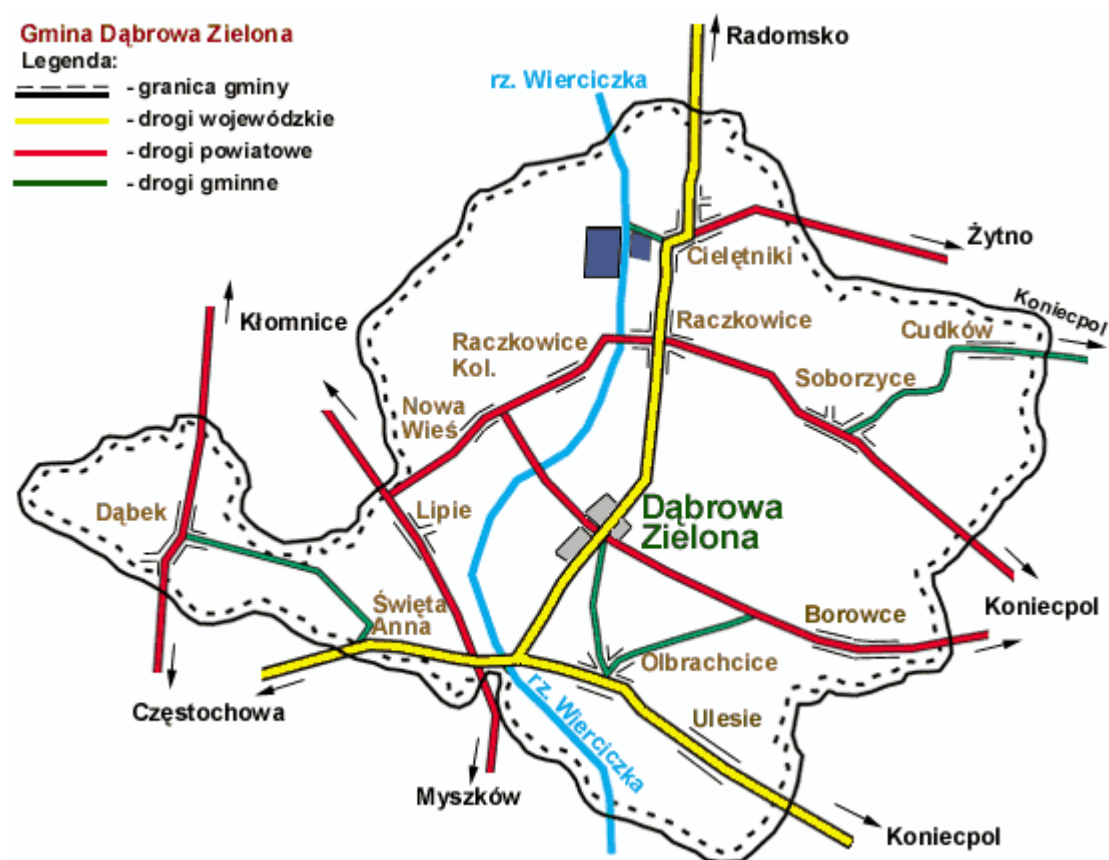 Gmina Dąbrowa Zielona
Legenda:
- granica gminy
- drogi wojewódzkie
- drogi powiatowe
- drogi gminne
rz. Wierciczka
Radomsko
Żytno
Cielętniki
Koniecpol
Kłomnice
Raczkowice
Cudków
Raczkowice
Kol.
Soborzyce
Nowa
Wieś
Dąbek
Lipie
Dąbrowa
Zielona
Święta
Anna
Borowce
Koniecpol
Olbrachcice
Częstochowa
rz. Wierciczka
Ulesie
Myszków
Koniecpol